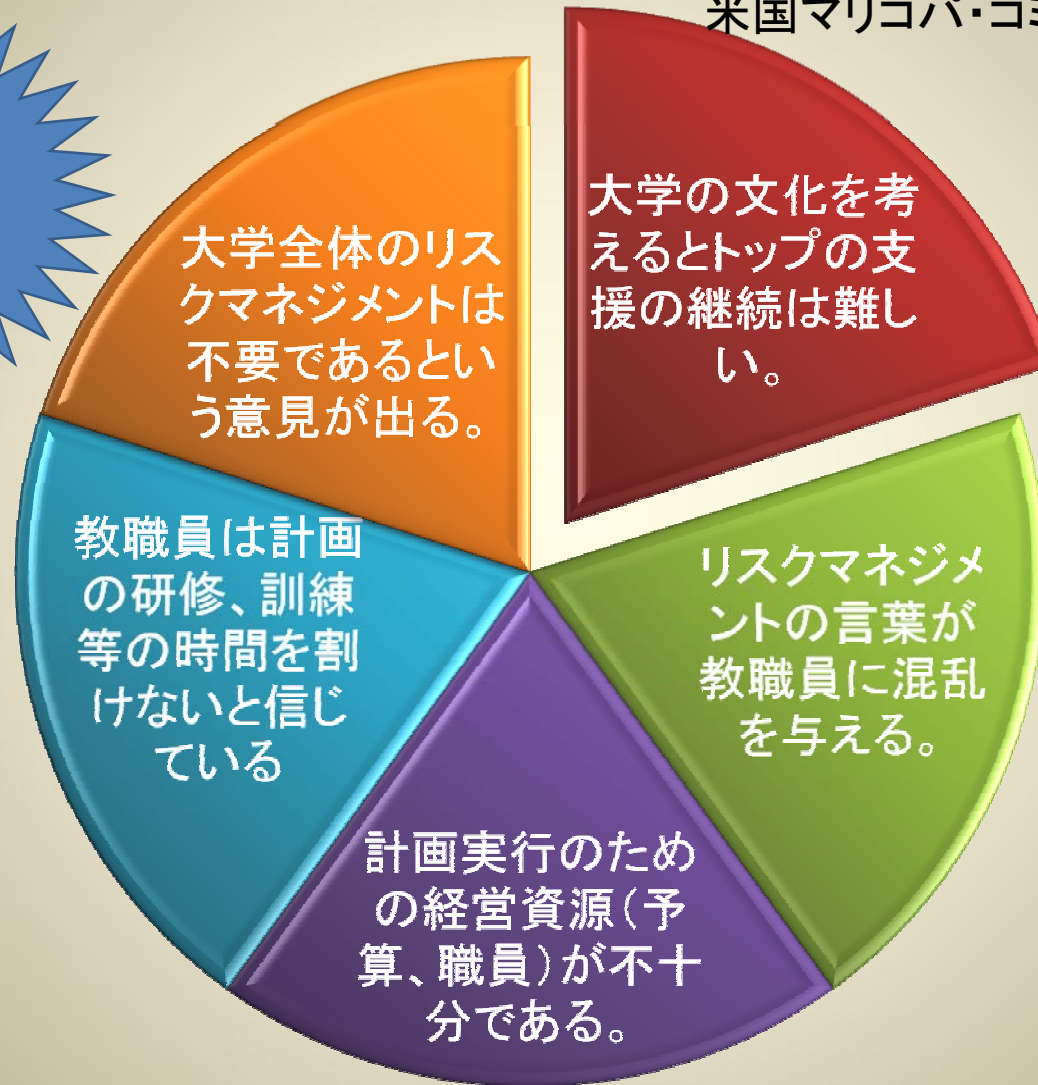 米国マリコパ・コミ
大学の文化を考
えるとトップの支
援の継続は難し
い。
リスクマネジメ
ントの言葉が
教職員に混乱
を与える。
計画実行のため
の経営資源(予
算、職員)が不十
分である。
教職員は計画
の研修、訓練
等の時間を割
けないと信じ
ている
大学全体のリス
クマネジメントは
不要であるとい
う意見が出る。